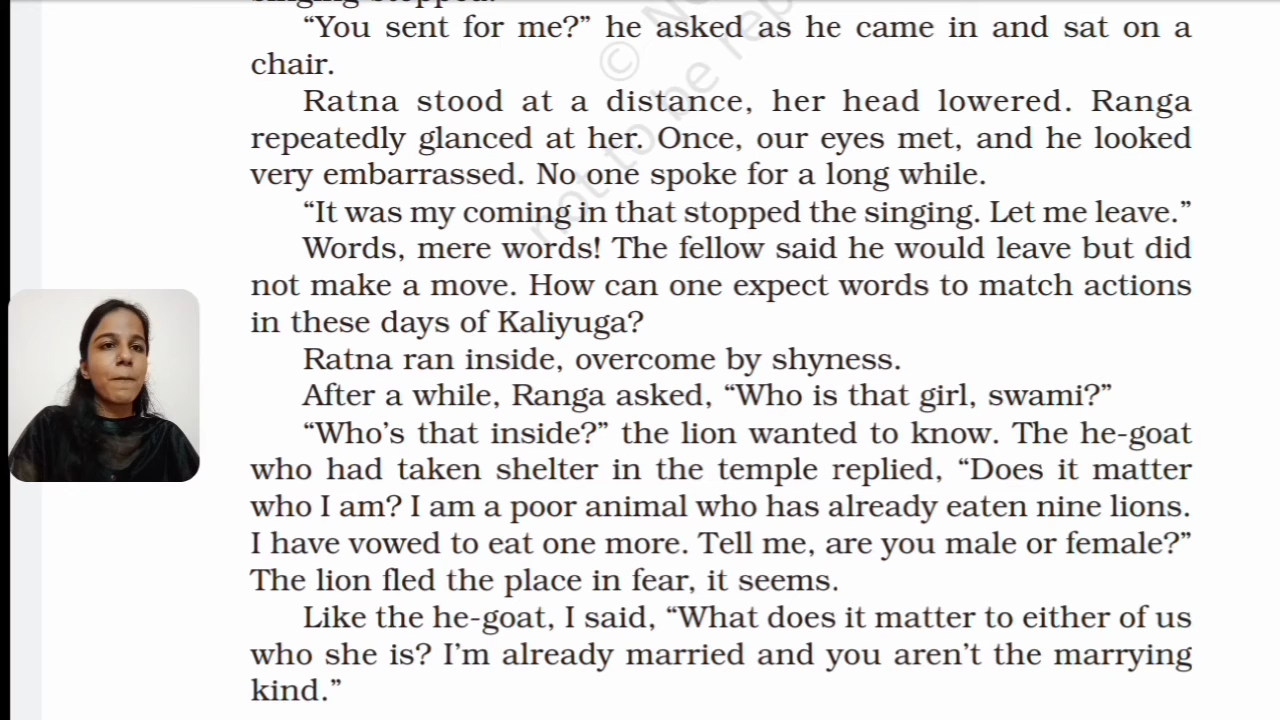 singing stopped.
“You sent for me?” he asked as he came in and sat on a
chair.
Ratna stood at a distance, her head lowered. Ranga
repeatedly glanced at her. Once, our eyes met, and he looked
very embarrassed. No one spoke for a long while.
“It was my coming in that stopped the singing. Let me leave.”
Words, mere words! The fellow said he would leave but did
not make a move. How can one expect words to match actions
in these days of Kaliyuga?
Ratna ran inside, overcome by shyness.
After a while, Ranga asked, “Who is that girl, swami?”
“Who’s that inside?” the lion wanted to know. The he-goat
who had taken shelter in the temple replied, “Does it matter
who I am? I am a poor animal who has already eaten nine lions.
I have vowed to eat one more. Tell me, are you male or female?”
The lion fled the place in fear, it seems.
Like the he-goat, I said, “What does it matter to either of us
who she is? I’m already married and you aren’t the marrying
kind.”
© N
not to be rep